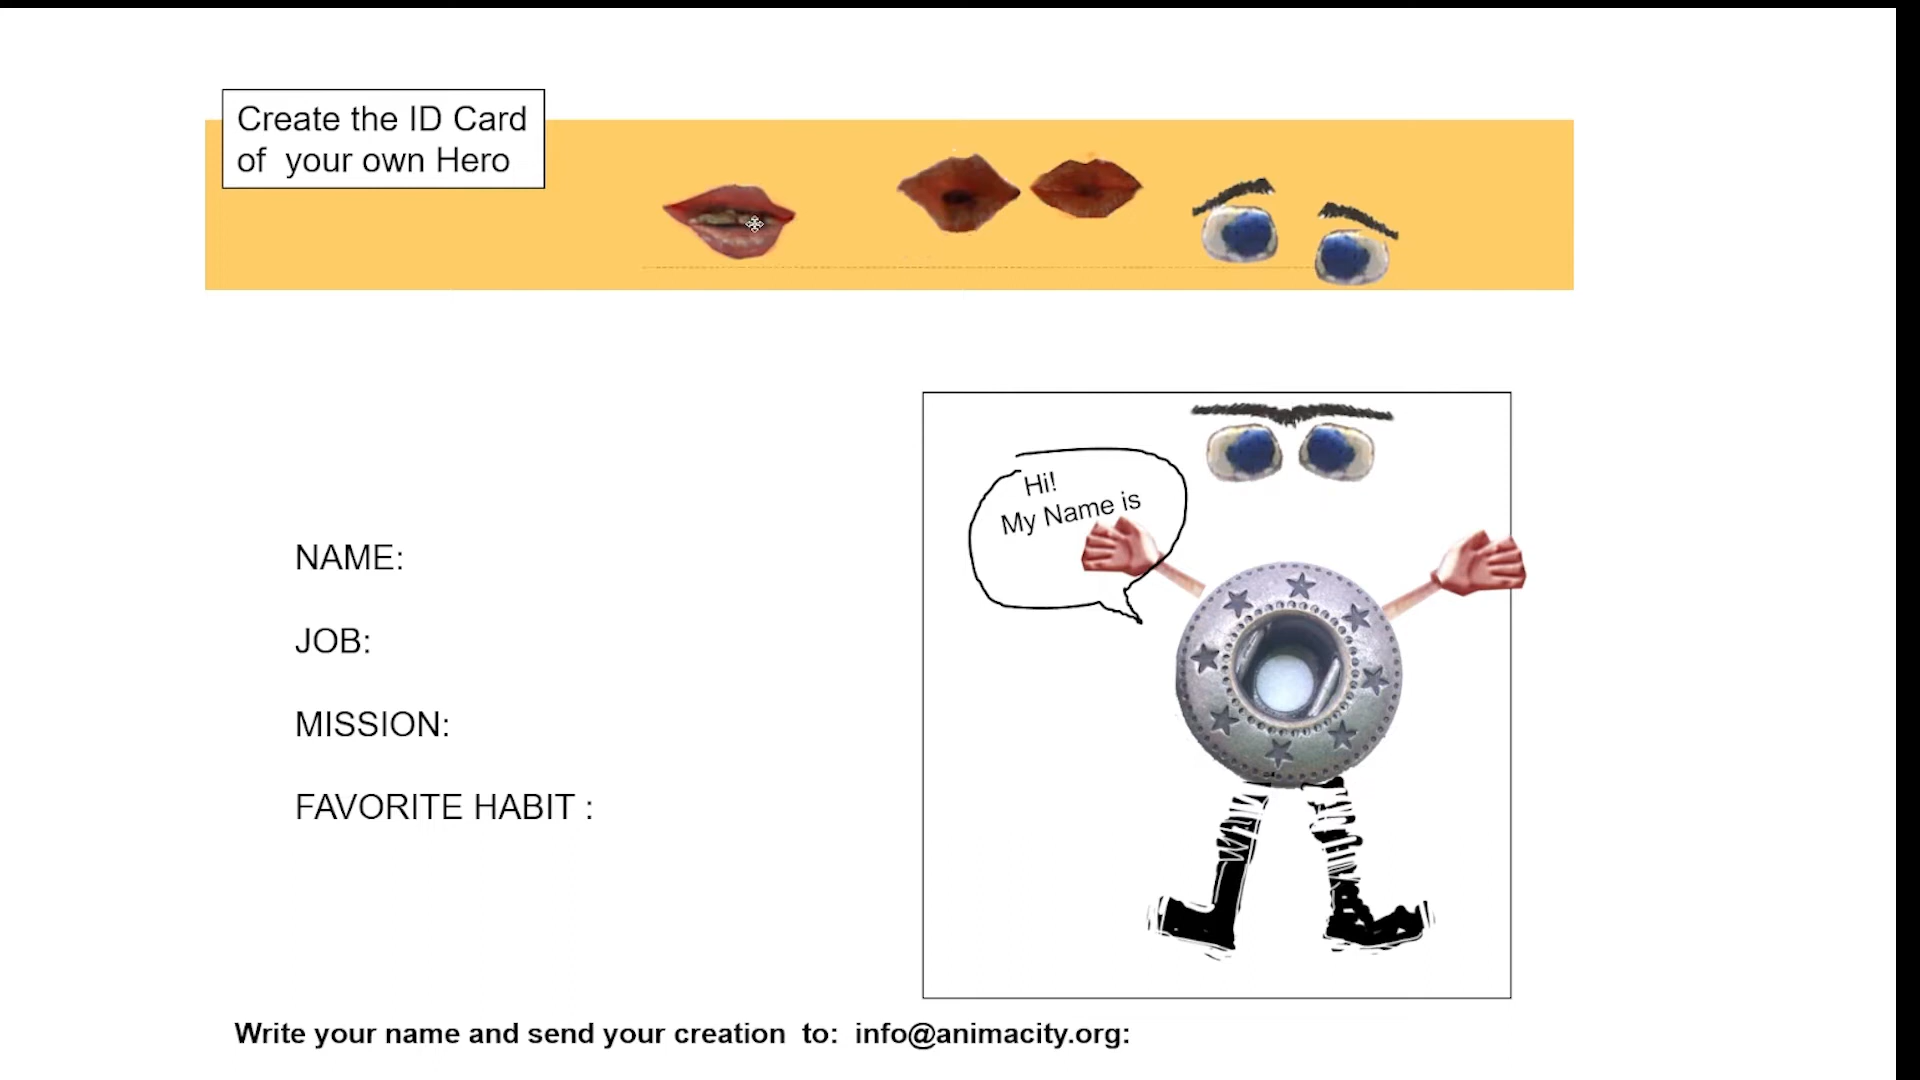 Create the ID Card
of  your own Hero
Hi!
My Name is
NAME:
JOB:
MISSION:
FAVORITE HABIT :
Write your name and send your creation  to:  info@animacity.org: